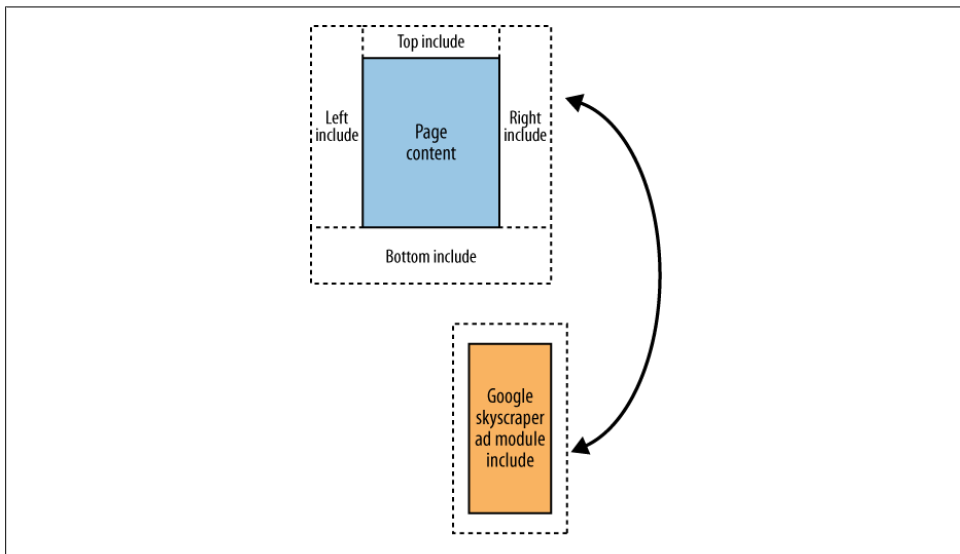 Top include
Left
include
Page
content
Right
include
Bottom include
Google
skyscraper
ad module
include